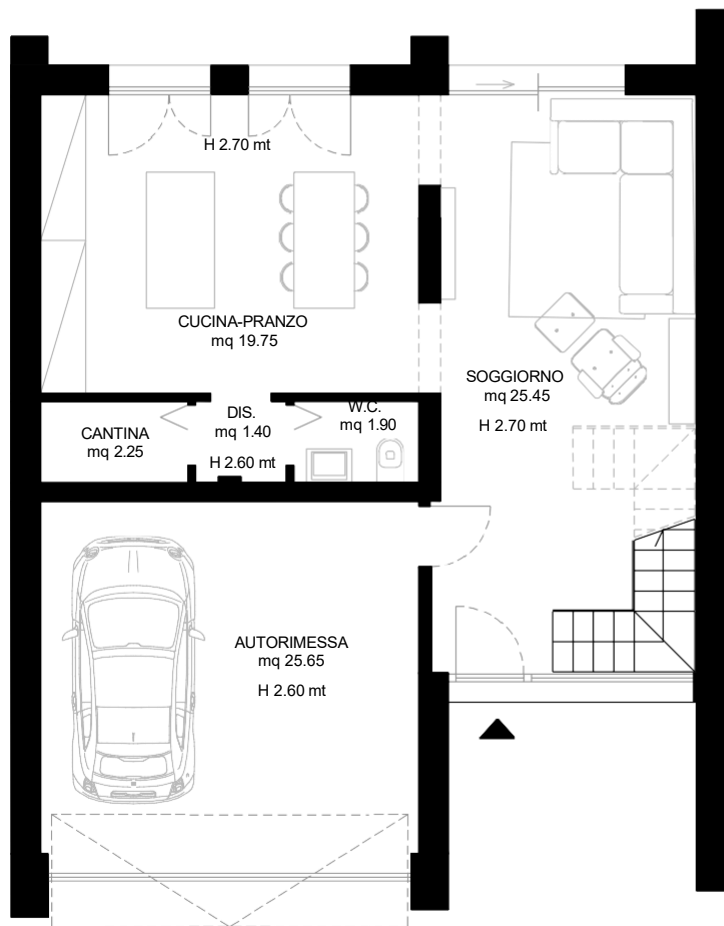 H 2.70 mt
CUCINA-PRANZO
mq 19.75
SOGGIORNO
mq 25.45
H 2.70 mt
CANTINA
mq 2.25
DIS.
mq 1.40
H 2.60 mt
W.C.
mq 1.90
AUTORIMESSA
mq 25.65
H 2.60 mt